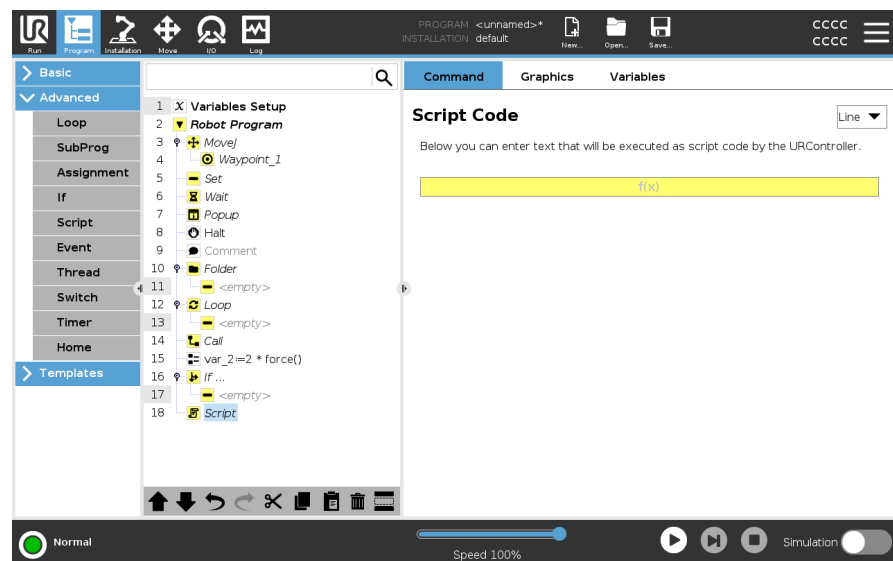 PROGRAM <unnamed>*
INSTALLATION default
CCCC
CCCC
UR
Run
Program
Installation
Move
I/O
Log
New...
Open...
Save...
Basic
Advanced
Loop
SubProg
Assignment
If
Script
Event
Thread
Switch
Timer
Home
Templates
1 X Variables Setup
2 Robot Program
3 MoveJ
4 Waypoint_1
5 Set
6 Wait
7 Popup
8 Halt
9 Comment
10 Folder
11 <empty>
12 Loop
13 <empty>
14 Call
15 var_2:=2 * force()
16 If ...
17 <empty>
18 Script
Command Graphics Variables
Script Code
Line
Below you can enter text that will be executed as script code by the URController.
f(x)
Normal
Speed 100%
Simulation